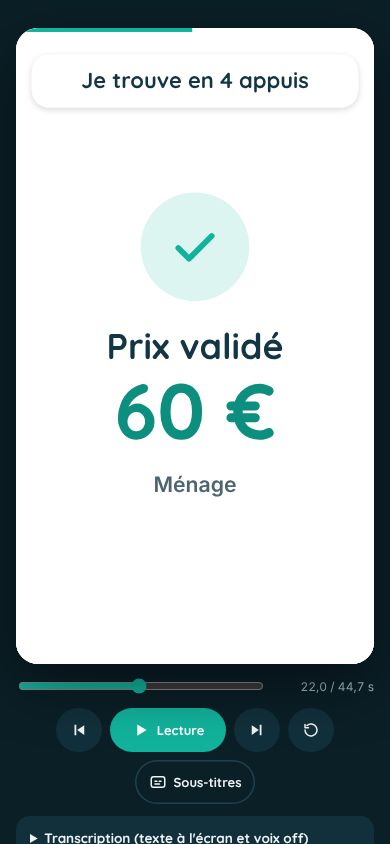 Je trouve en 4 appuis
Prix validé
60 €
Ménage
22,0 / 44,7 s
Lecture
Sous-titres
Transcription (texte à l'écran et voix off)